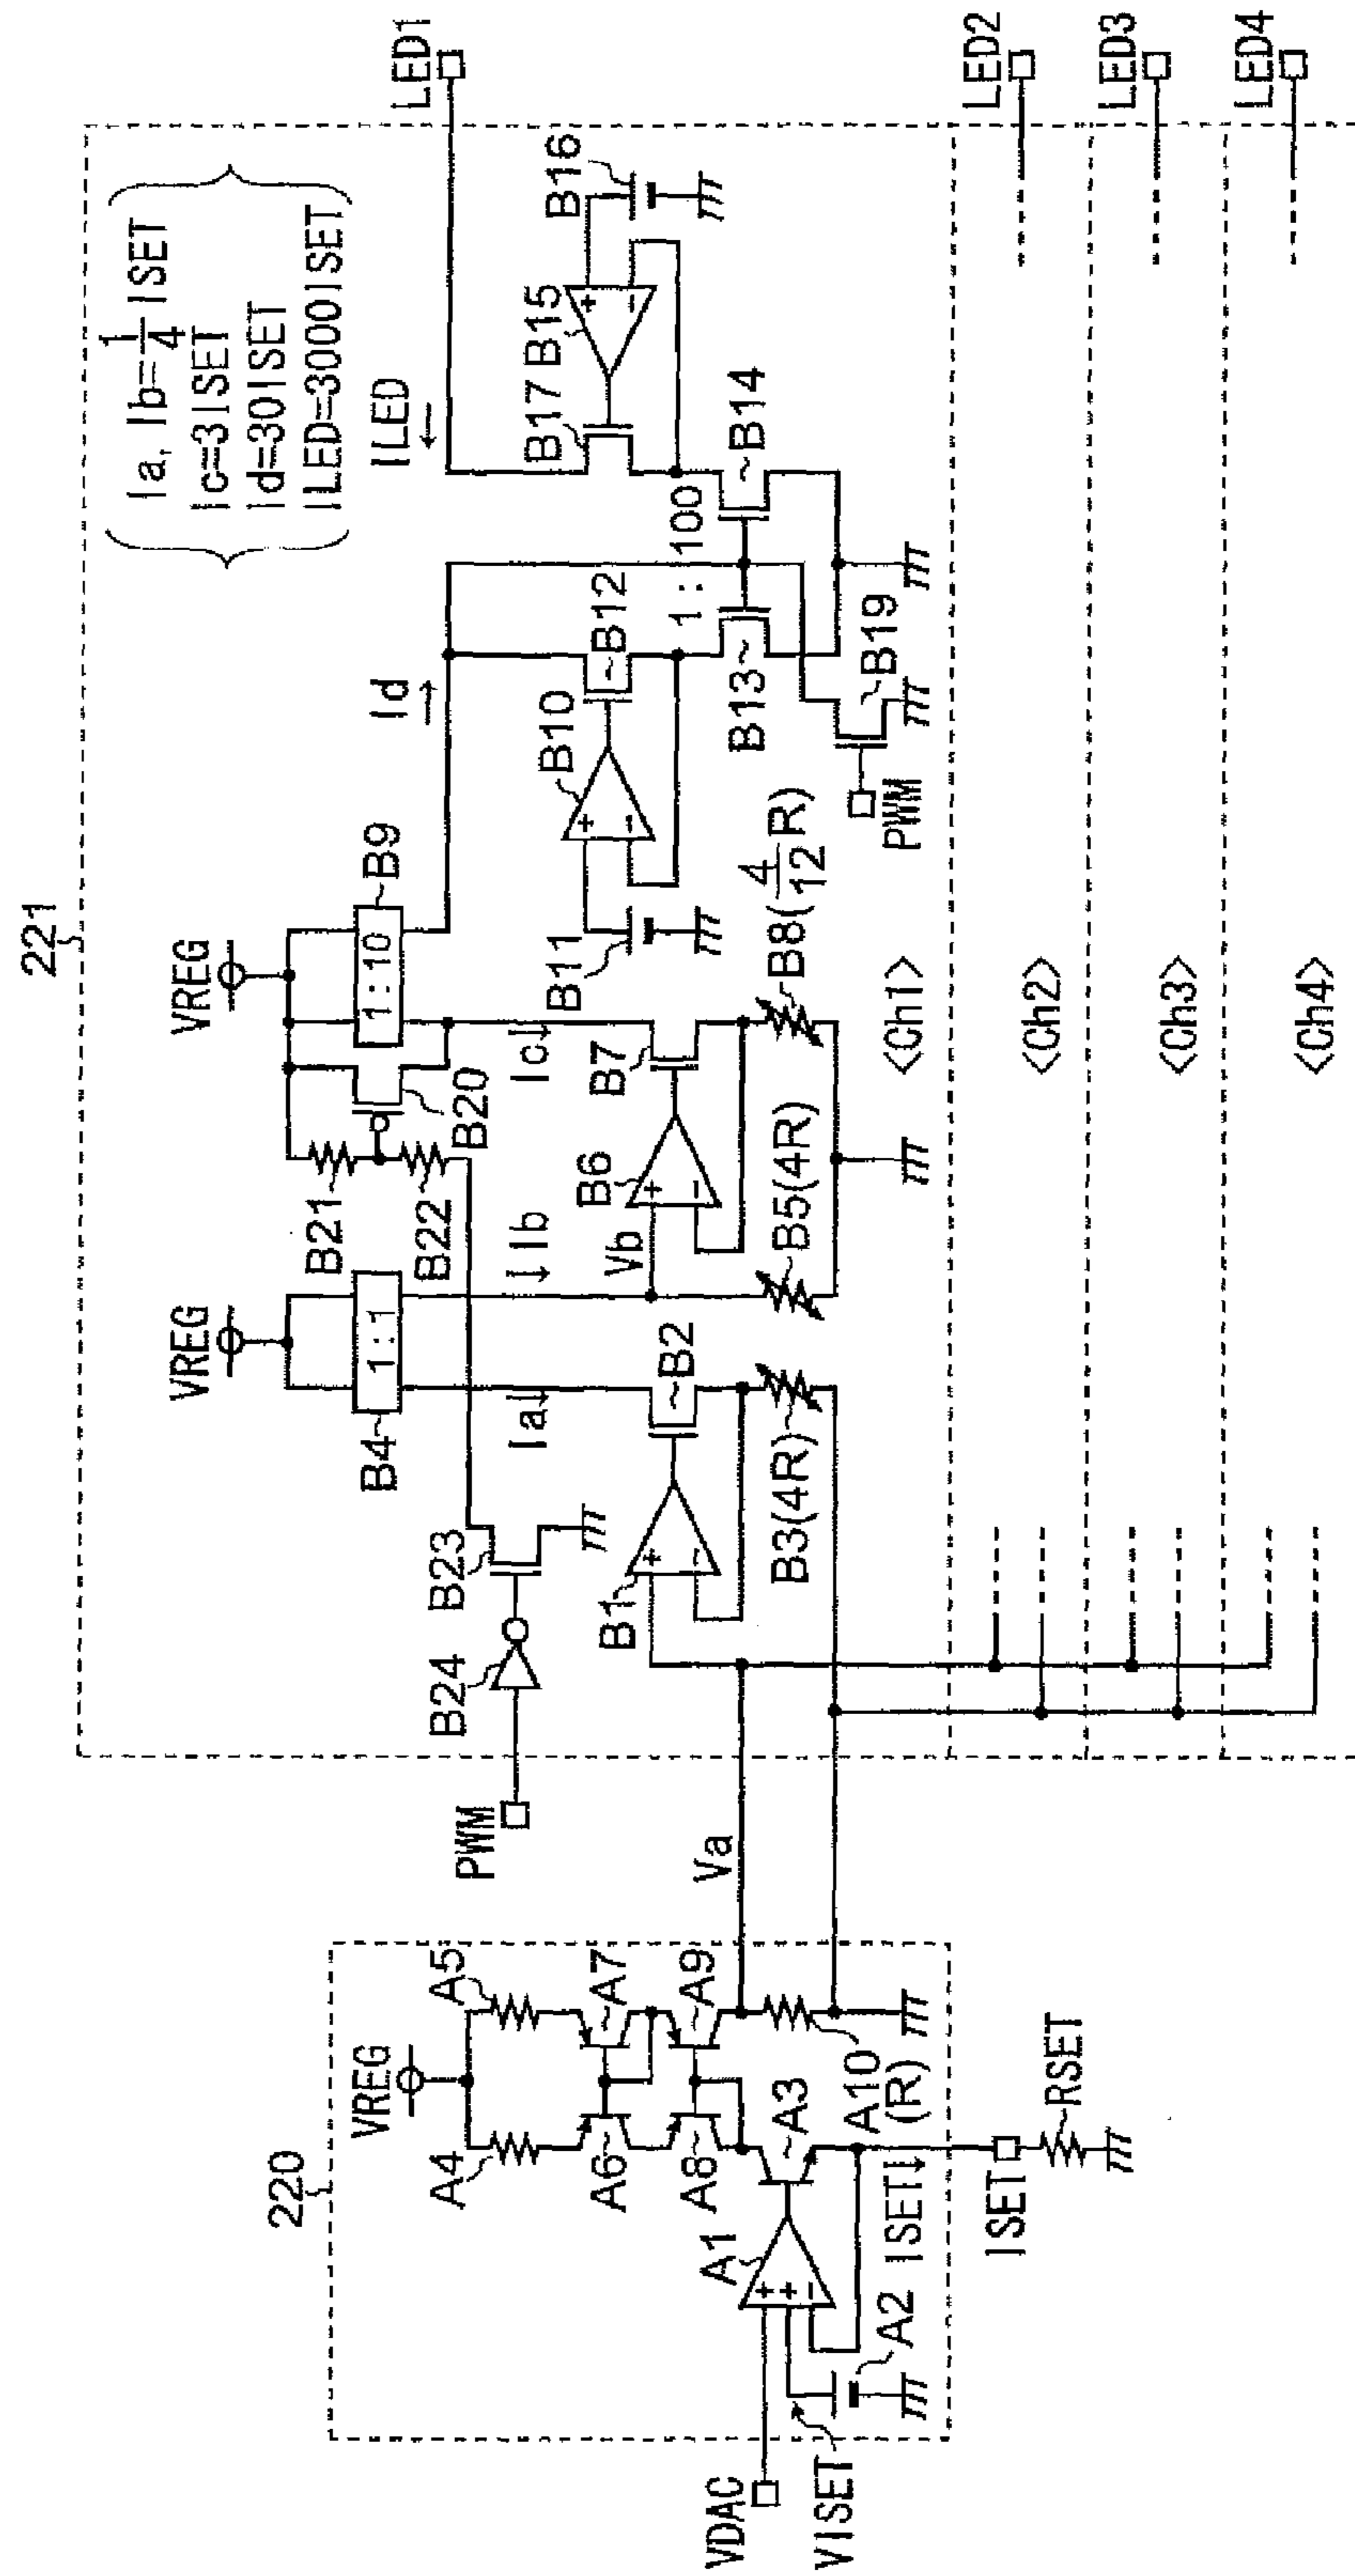 221
220
VREG
A4
A5
A6
A7
A8
A9
A1
A3
A10
(R)
A2
ISET↓
VDAC
VISET
ISET
RSET
Va
PWM
B24
B23
VREG
B4
1:1
Ia↓
↓Ib
B1
B2
B3(4R)
Vb
B5(4R)
B21
B22
B20
VREG
1:10
B9
Ic↓
B6
B7
B8(4/12 R)
Id
→
B10
B11
B12
B13
1:100
B14
PWM
B19
ILED
←
B17
B15
B16
Ia, Ib=1/4 ISET
Ic=3ISET
Id=30ISET
ILED=3000ISET
LED1
<Ch1>
LED2
<Ch2>
LED3
<Ch3>
LED4
<Ch4>
+
+
−
+
−
+
−
+
−
+
−